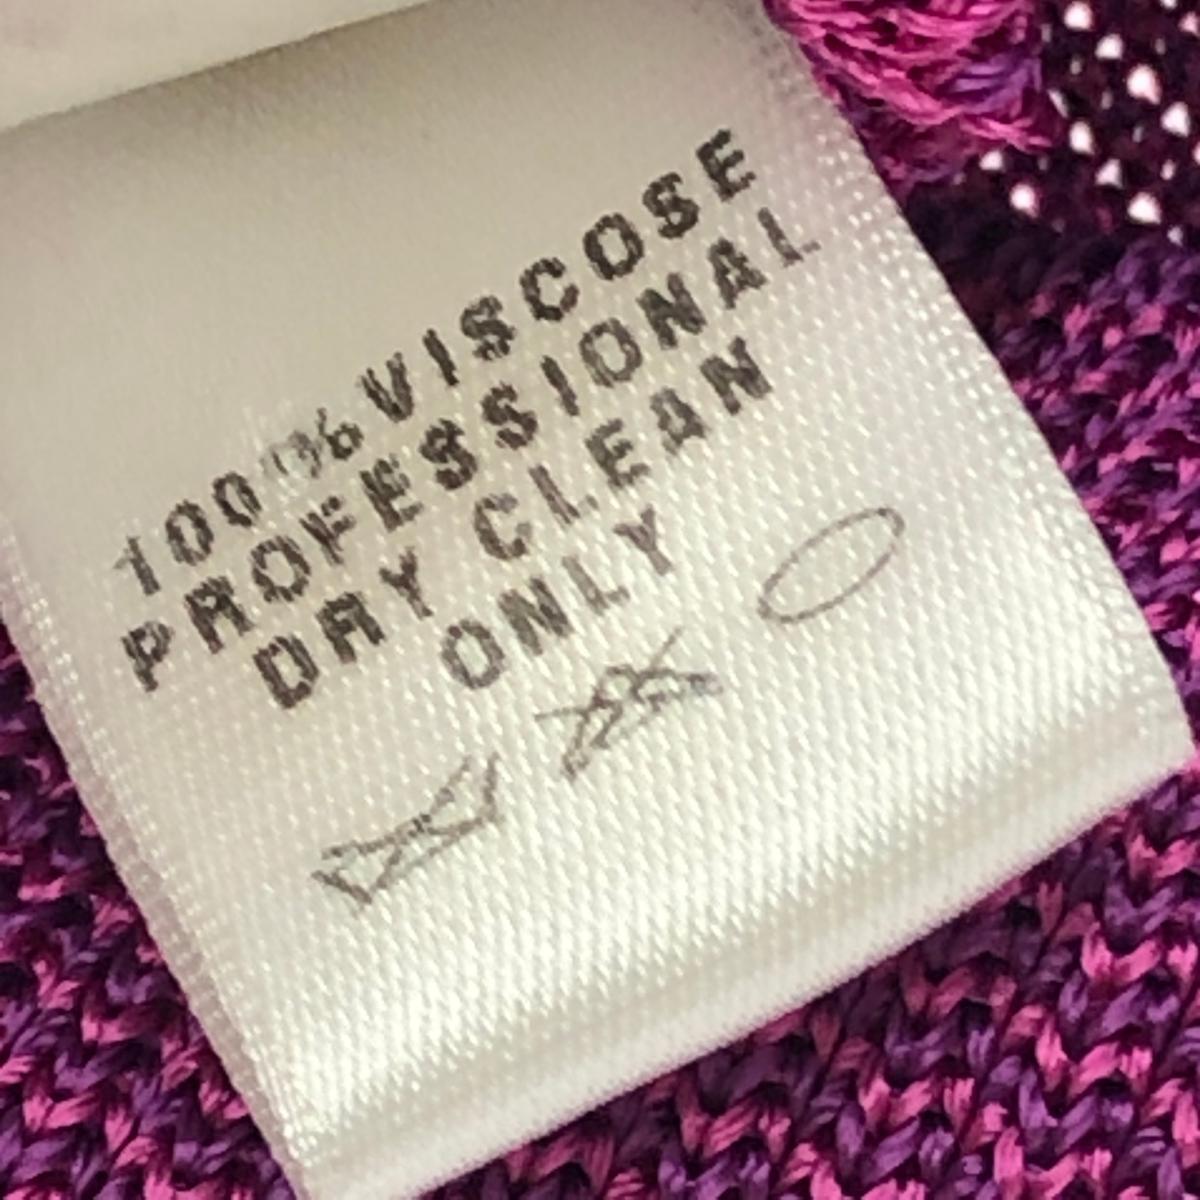 100% VISCOSE
PROFESSIONAL
DRY CLEAN
ONLY